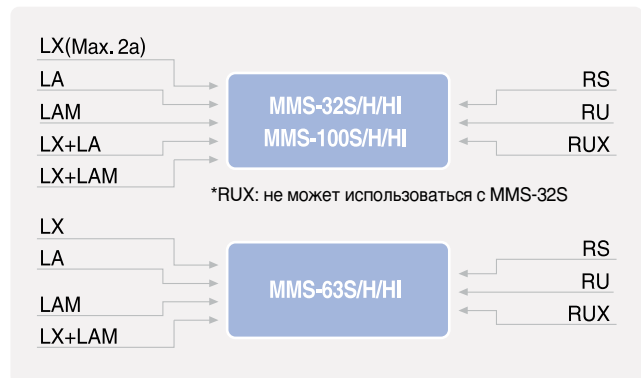 LX(Max. 2a)
LA
LAM
LX+LA
LX+LAM
MMS-32S/H/HI
MMS-100S/H/HI
RS
RU
RUX
*RUX: не может использоваться с MMS-32S
LX
LA
LAM
LX+LAM
MMS-63S/H/HI
RS
RU
RUX